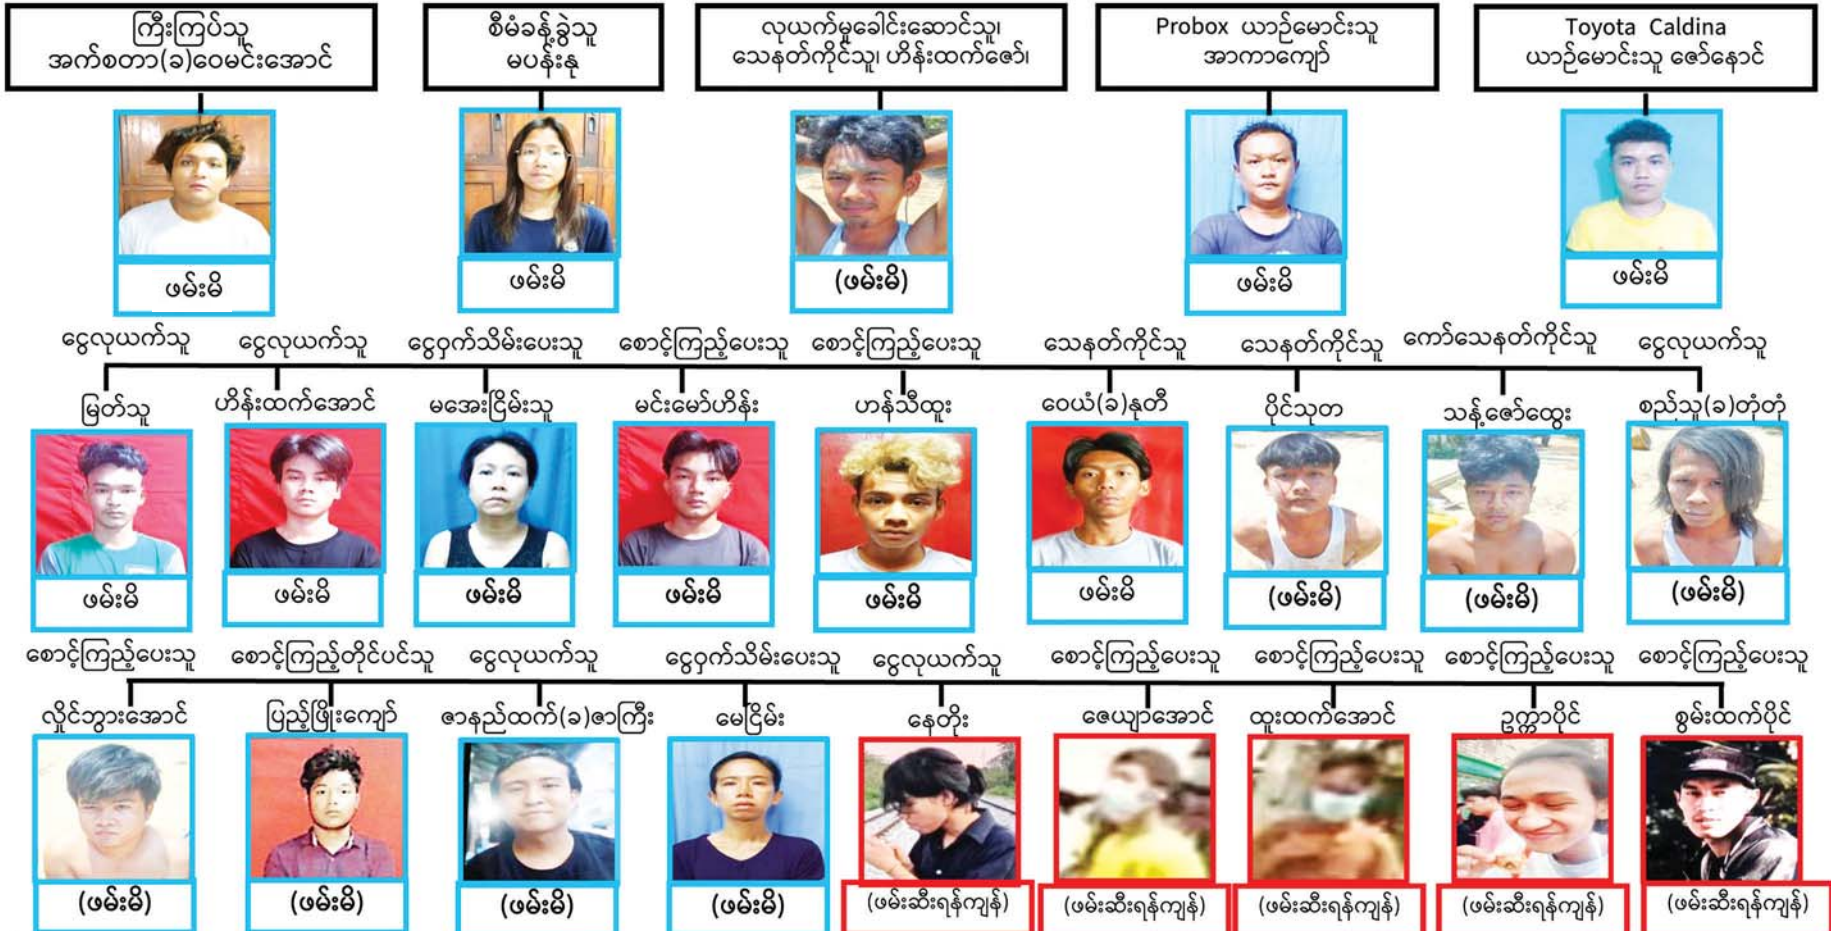 ကြီးကြပ်သူ
အက်စတာ(ခ)ဝေမင်းအောင်
စီမံခန့်ခွဲသူ
မပန်းနု
လုယက်မှုခေါင်းဆောင်သူ၊
သေနတ်ကိုင်သူ၊ ဟိန်းထက်ဇော်၊
Probox ယာဉ်မောင်းသူ
အာကာကျော်
Toyota Caldina
ယာဉ်မောင်းသူ ဇော်နောင်
ဖမ်းမိ
ဖမ်းမိ
(ဖမ်းမိ)
ဖမ်းမိ
ဖမ်းမိ
ငွေလုယက်သူ
ငွေလုယက်သူ
ငွေဝှက်သိမ်းပေးသူ
စောင့်ကြည့်ပေးသူ
စောင့်ကြည့်ပေးသူ
သေနတ်ကိုင်သူ
သေနတ်ကိုင်သူ
ကော်သေနတ်ကိုင်သူ
ငွေလုယက်သူ
မြတ်သူ
ဟိန်းထက်အောင်
မအေးငြိမ်းသူ
မင်းမော်ဟိန်း
ဟန်သီထူး
ဝေယံ(ခ)နုတီ
ပိုင်သုတ
သန့်ဇော်ထွေး
စည်သူ(ခ)တုံတုံ
ဖမ်းမိ
ဖမ်းမိ
ဖမ်းမိ
ဖမ်းမိ
ဖမ်းမိ
ဖမ်းမိ
(ဖမ်းမိ)
(ဖမ်းမိ)
(ဖမ်းမိ)
စောင့်ကြည့်ပေးသူ
စောင့်ကြည့်တိုင်ပင်သူ
ငွေလုယက်သူ
ငွေဝှက်သိမ်းပေးသူ
ငွေလုယက်သူ
စောင့်ကြည့်ပေးသူ
စောင့်ကြည့်ပေးသူ
စောင့်ကြည့်ပေးသူ
စောင့်ကြည့်ပေးသူ
လှိုင်ဘွားအောင်
ပြည့်ဖြိုးကျော်
ဇာနည်ထက်(ခ)ဇာကြီး
မေငြိမ်း
နေတိုး
ဇေယျာအောင်
ထူးထက်အောင်
ဥက္ကာပိုင်
စွမ်းထက်ပိုင်
(ဖမ်းမိ)
(ဖမ်းမိ)
(ဖမ်းမိ)
(ဖမ်းမိ)
(ဖမ်းဆီးရန်ကျန်)
(ဖမ်းဆီးရန်ကျန်)
(ဖမ်းဆီးရန်ကျန်)
(ဖမ်းဆီးရန်ကျန်)
(ဖမ်းဆီးရန်ကျန်)